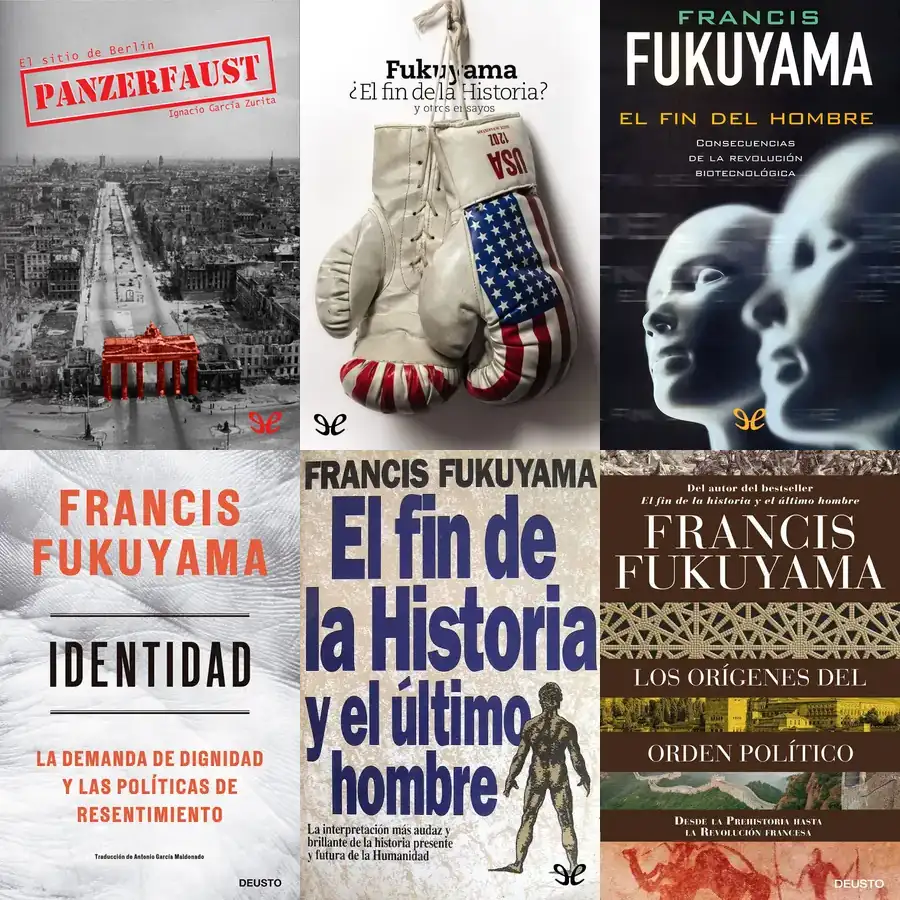 El sitio de Berlín
PANZERFAUST
Ignacio García Zurita
Fukuyama
¿El fin de la Historia?
y otros ensayos
MADE IN PAKISTAN
12OZ
USA
FRANCIS
FUKUYAMA
EL FIN DEL HOMBRE
CONSECUENCIAS
DE LA REVOLUCIÓN
BIOTECNOLÓGICA
FRANCIS
FUKUYAMA
IDENTIDAD
LA DEMANDA DE DIGNIDAD
Y LAS POLÍTICAS DE
RESENTIMIENTO
Traducción de Antonio García Maldonado
DEUSTO
FRANCIS FUKUYAMA
El fin de
la Historia
y el último
hombre
La interpretación más audaz y
brillante de la historia presente
y futura de la Humanidad
Del autor del bestseller
El fin de la historia y el último hombre
FRANCIS
FUKUYAMA
LOS ORÍGENES DEL
ORDEN POLÍTICO
DESDE LA PREHISTORIA HASTA
LA REVOLUCIÓN FRANCESA
DEUSTO